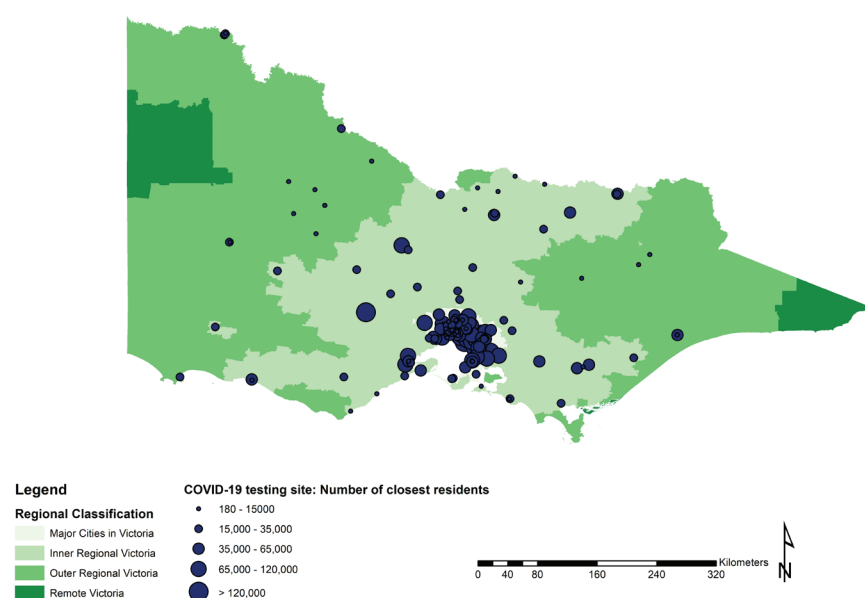 Legend
Regional Classification
Major Cities in Victoria
Inner Regional Victoria
Outer Regional Victoria
Remote Victoria
COVID-19 testing site: Number of closest residents
180 - 15000
15,000 - 35,000
35,000 - 65,000
65,000 - 120,000
> 120,000
Kilometers
0 20 40 80 160 240 320
N